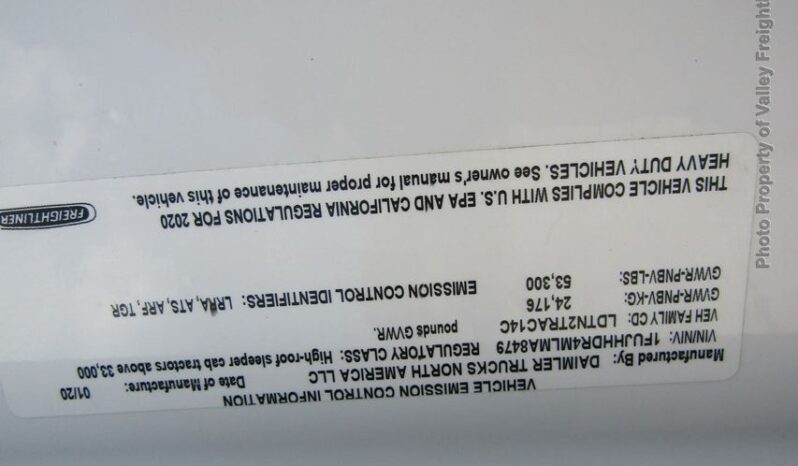 VEHICLE EMISSION CONTROL INFORMATION
Manufactured By: DAIMLER TRUCKS NORTH AMERICA LLC Date of Manufacture: 01/20
VIN/NIV: 1FUJHHDR4MLMA8479 REGULATORY CLASS: High-roof sleeper cab tractors above 33,000
pounds GVWR.
VEH FAMILY CD: LDTN2TRAC14C
GVWR-PNBV-KG: 24,176
GVWR-PNBV-LBS: 53,300 EMISSION CONTROL IDENTIFIERS: LRRA, ATS, ARF, TGR
THIS VEHICLE COMPLIES WITH U.S. EPA AND CALIFORNIA REGULATIONS FOR 2020
HEAVY DUTY VEHICLES. See owner's manual for proper maintenance of this vehicle.
FREIGHTLINER
Photo Property of Valley Freightl